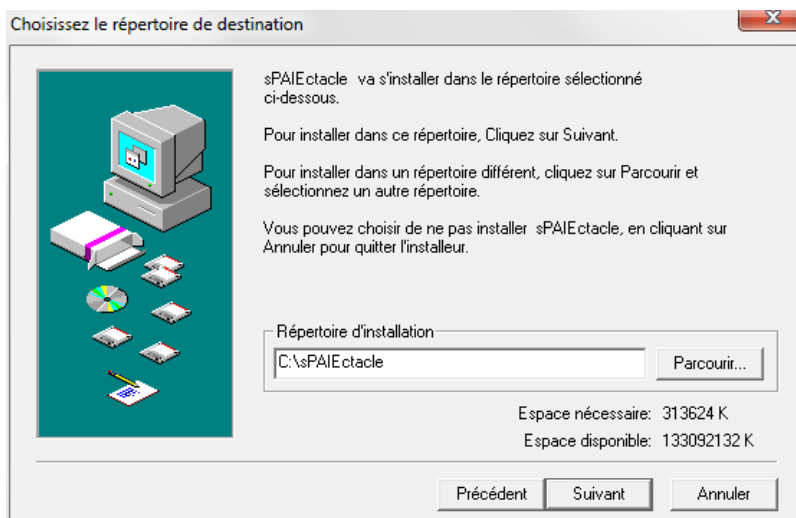 Choisissez le répertoire de destination
sPAIEctacle va s'installer dans le répertoire sélectionné
ci-dessous.
Pour installer dans ce répertoire, Cliquez sur Suivant.
Pour installer dans un répertoire différent, cliquez sur Parcourir et
sélectionnez un autre répertoire.
Vous pouvez choisir de ne pas installer sPAIEctacle, en cliquant sur
Annuler pour quitter l'installeur.
Répertoire d'installation
C:\sPAIEctacle
Parcourir...
Espace nécessaire: 313624 K
Espace disponible: 133092132 K
Précédent
Suivant
Annuler